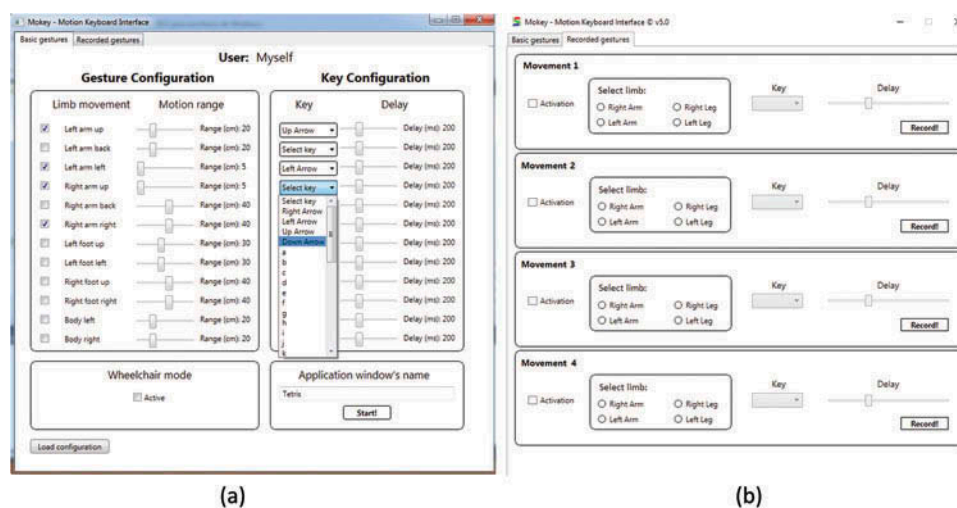 Mokey - Motion Keyboard Interface
Basic gestures Recorded gestures
User: Myself
Gesture Configuration Key Configuration
Limb movement Motion range Key Delay
Left arm up Range (cm): 20 Up Arrow Delay (ms): 200
Left arm back Range (cm): 20 Select key Delay (ms): 200
Left arm left Range (cm): 5 Left Arrow Delay (ms): 200
Right arm up Range (cm): 5 Select key Delay (ms): 200
Right arm back Range (cm): 40 Select key Delay (ms): 200
Right Arrow
Right arm right Range (cm): 40 Left Arrow Delay (ms): 200
Up Arrow
Left foot up Range (cm): 30 Down Arrow Delay (ms): 200
a
Left foot left Range (cm): 30 b Delay (ms): 200
c
Right foot up Range (cm): 40 d Delay (ms): 200
e
Right foot right Range (cm): 40 f Delay (ms): 200
g
Body left Range (cm): 20 h Delay (ms): 200
i
Body right Range (cm): 20 j Delay (ms): 200
k
Wheelchair mode Application window's name
Active Tetris
Start!
Load configuration
(a)
Mokey - Motion Keyboard Interface © v5.0
Basic gestures Recorded gestures
Movement 1
Select limb: Key Delay
Activation Right Arm Right Leg
Left Arm Left Leg
Record!
Movement 2
Select limb: Key Delay
Activation Right Arm Right Leg
Left Arm Left Leg
Record!
Movement 3
Select limb: Key Delay
Activation Right Arm Right Leg
Left Arm Left Leg
Record!
Movement 4
Select limb: Key Delay
Activation Right Arm Right Leg
Left Arm Left Leg
Record!
(b)